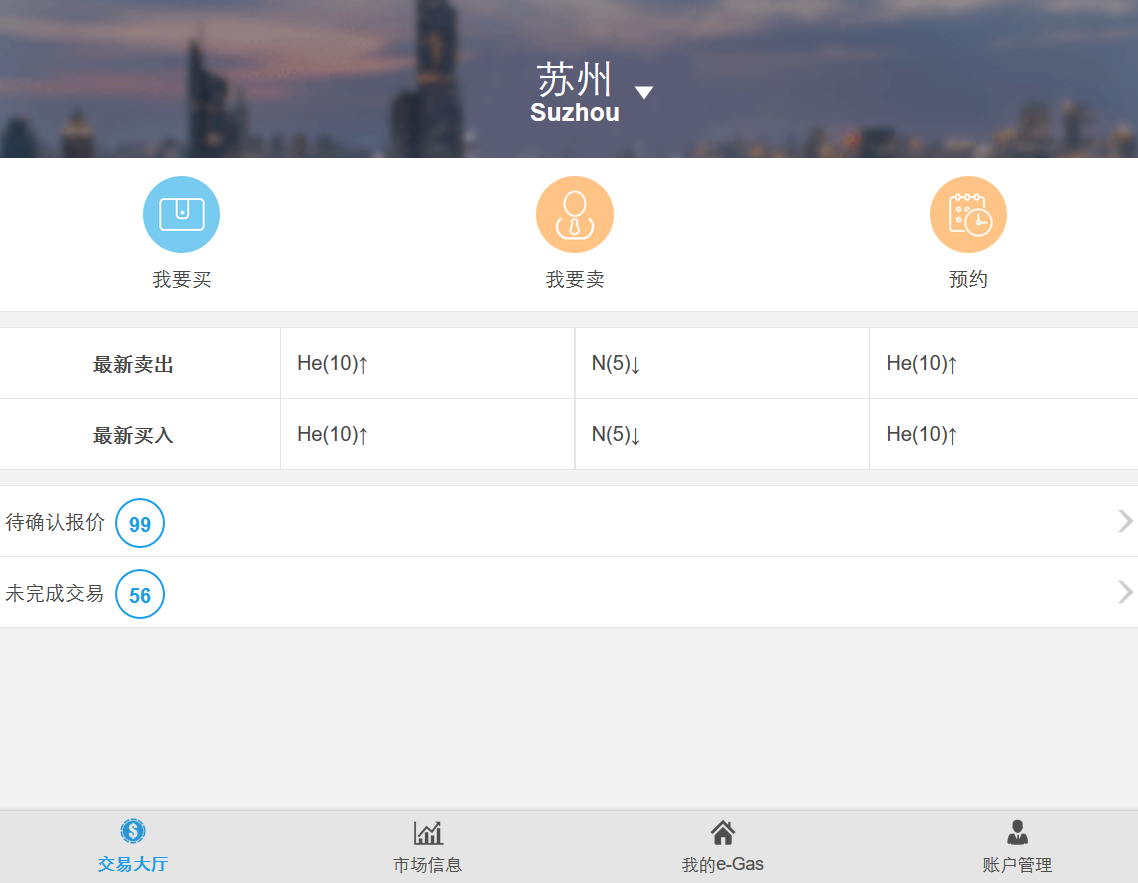 苏州
Suzhou
我要买 我要卖 预约
最新卖出 He(10)↑ N(5)↓ He(10)↑
最新买入 He(10)↑ N(5)↓ He(10)↑
待确认报价 99
未完成交易 56
交易大厅 市场信息 我的e-Gas 账户管理